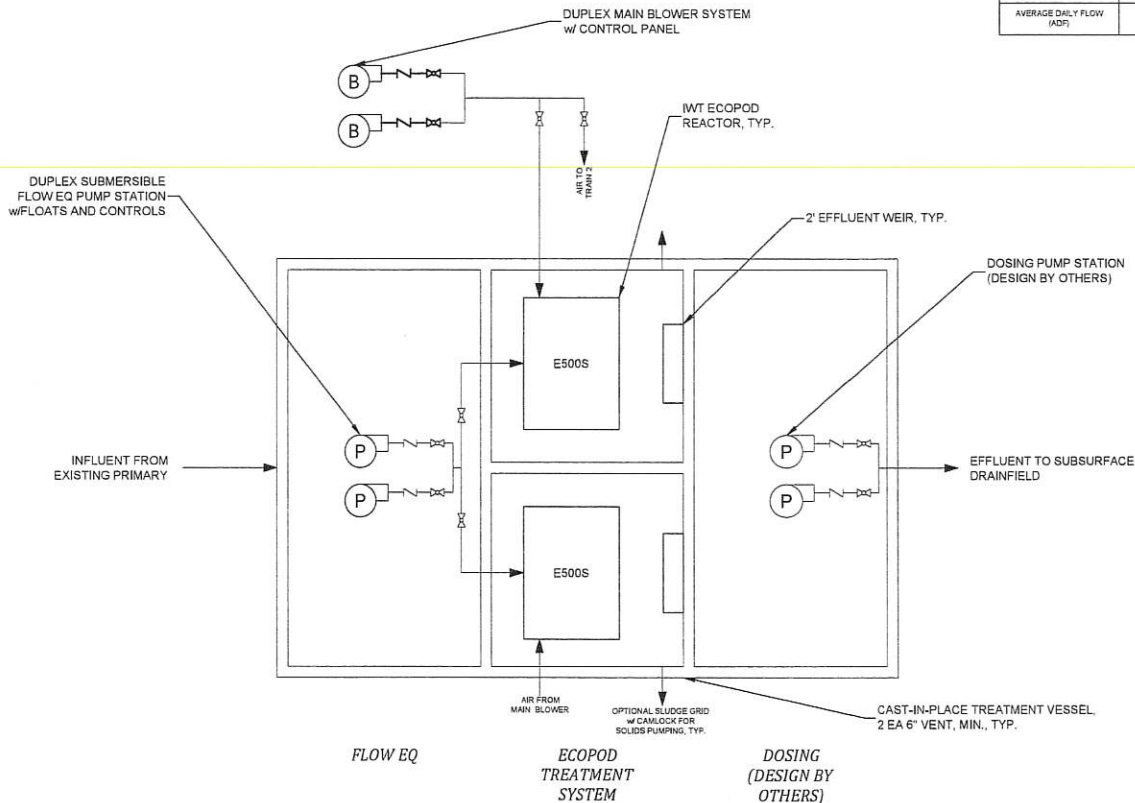 AVERAGE DAILY FLOW
(ADF)
DUPLEX MAIN BLOWER SYSTEM
w/ CONTROL PANEL
B
B
IWT ECOPOD
REACTOR, TYP.
AIR TO
TRAIN 2
DUPLEX SUBMERSIBLE
FLOW EQ PUMP STATION
w/FLOATS AND CONTROLS
2' EFFLUENT WEIR, TYP.
DOSING PUMP STATION
(DESIGN BY OTHERS)
E500S
P
P
P
P
INFLUENT FROM
EXISTING PRIMARY
EFFLUENT TO SUBSURFACE
DRAINFIELD
E500S
AIR FROM
MAIN BLOWER
OPTIONAL SLUDGE GRID
w/ CAMLOCK FOR
SOLIDS PUMPING, TYP.
CAST-IN-PLACE TREATMENT VESSEL,
2 EA 6" VENT, MIN., TYP.
FLOW EQ
ECOPOD
TREATMENT
SYSTEM
DOSING
(DESIGN BY
OTHERS)